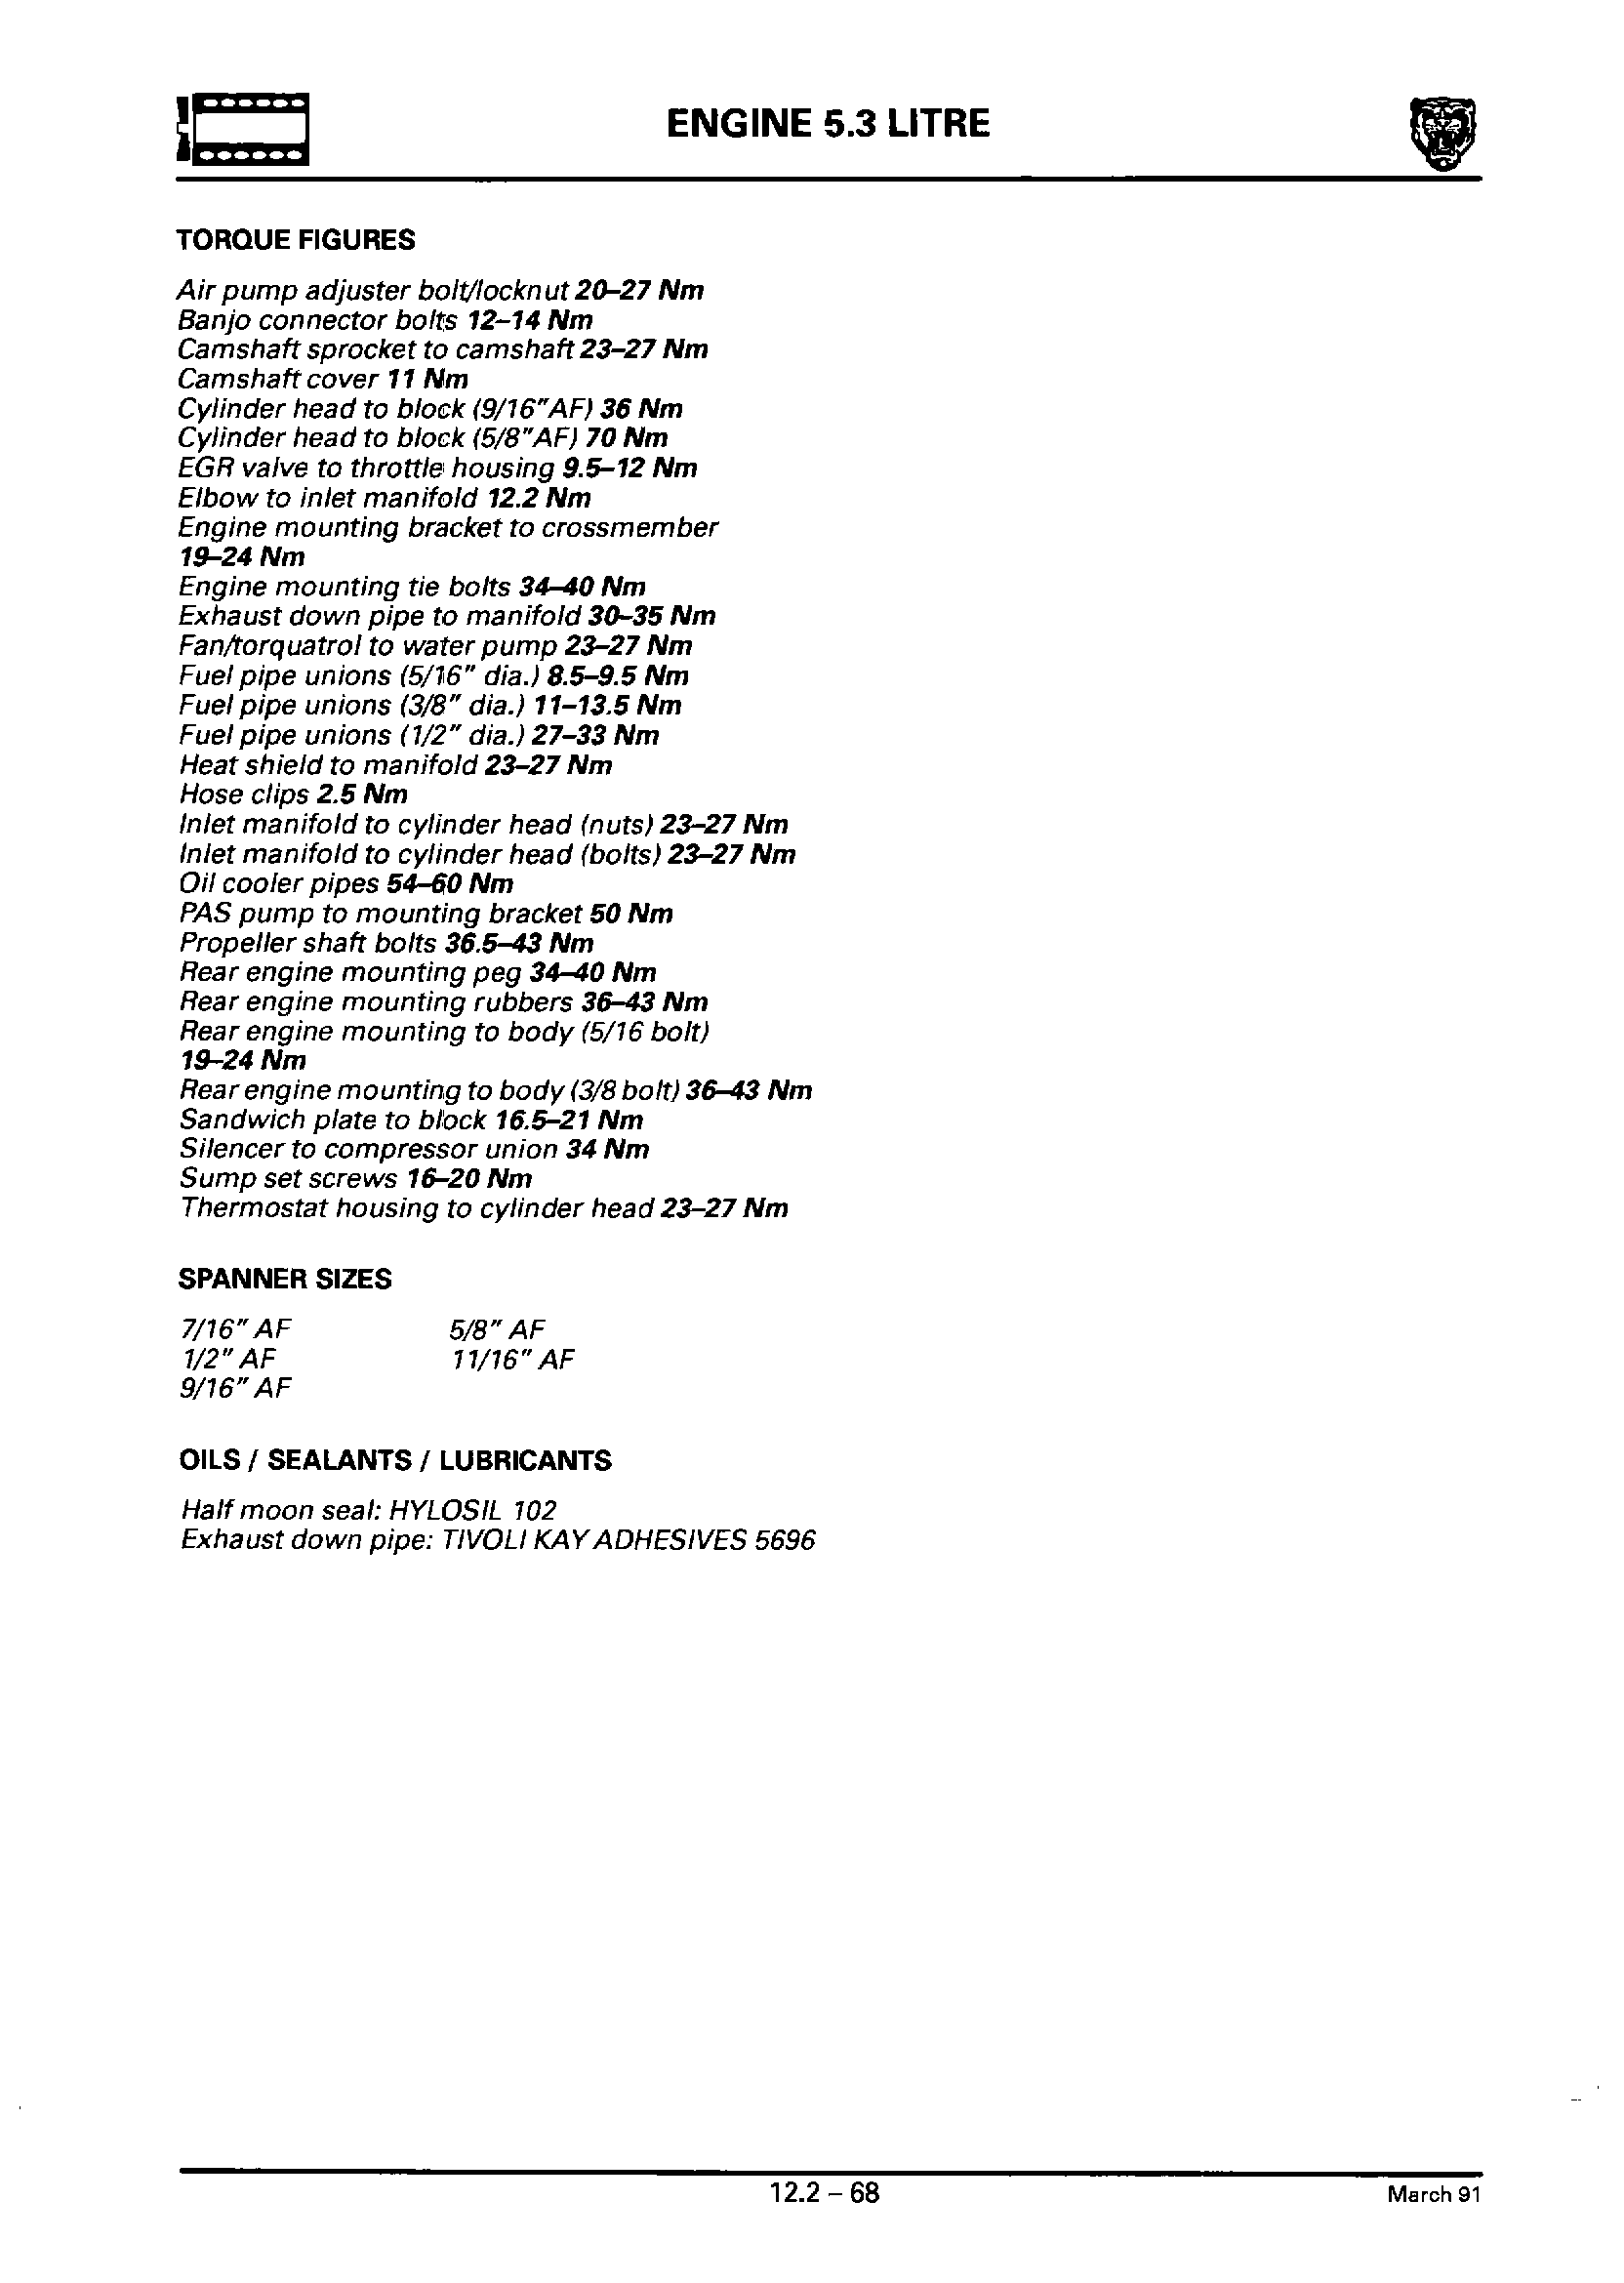 ENGINE 5.3 LITRE
TORQUE FIGURES
Air pump adjuster bolt/locknut 20–27 Nm
Banjo connector bolts 12–14 Nm
Camshaft sprocket to camshaft 23–27 Nm
Camshaft cover 11 Nm
Cylinder head to block (9/16"AF) 36 Nm
Cylinder head to block (5/8"AF) 70 Nm
EGR valve to throttle housing 9.5–12 Nm
Elbow to inlet manifold 12.2 Nm
Engine mounting bracket to crossmember
19–24 Nm
Engine mounting tie bolts 34–40 Nm
Exhaust down pipe to manifold 30–35 Nm
Fan/torquatrol to water pump 23–27 Nm
Fuel pipe unions (5/16" dia.) 8.5–9.5 Nm
Fuel pipe unions (3/8" dia.) 11–13.5 Nm
Fuel pipe unions (1/2" dia.) 27–33 Nm
Heat shield to manifold 23–27 Nm
Hose clips 2.5 Nm
Inlet manifold to cylinder head (nuts) 23–27 Nm
Inlet manifold to cylinder head (bolts) 23–27 Nm
Oil cooler pipes 54–60 Nm
PAS pump to mounting bracket 50 Nm
Propeller shaft bolts 36.5–43 Nm
Rear engine mounting peg 34–40 Nm
Rear engine mounting rubbers 36–43 Nm
Rear engine mounting to body (5/16 bolt)
19–24 Nm
Rear engine mounting to body (3/8 bolt) 36–43 Nm
Sandwich plate to block 16.5–21 Nm
Silencer to compressor union 34 Nm
Sump set screws 16–20 Nm
Thermostat housing to cylinder head 23–27 Nm
SPANNER SIZES
7/16" AF 5/8" AF
1/2" AF 11/16" AF
9/16" AF
OILS / SEALANTS / LUBRICANTS
Half moon seal: HYLOSIL 102
Exhaust down pipe: TIVOLI KAY ADHESIVES 5696
12.2 – 68
March 91